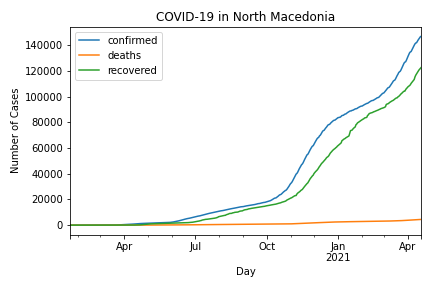 COVID-19 in North Macedonia
confirmed
deaths
recovered
Number of Cases
140000
120000
100000
80000
60000
40000
20000
0
Apr
Jul
Oct
Jan
2021
Apr
Day